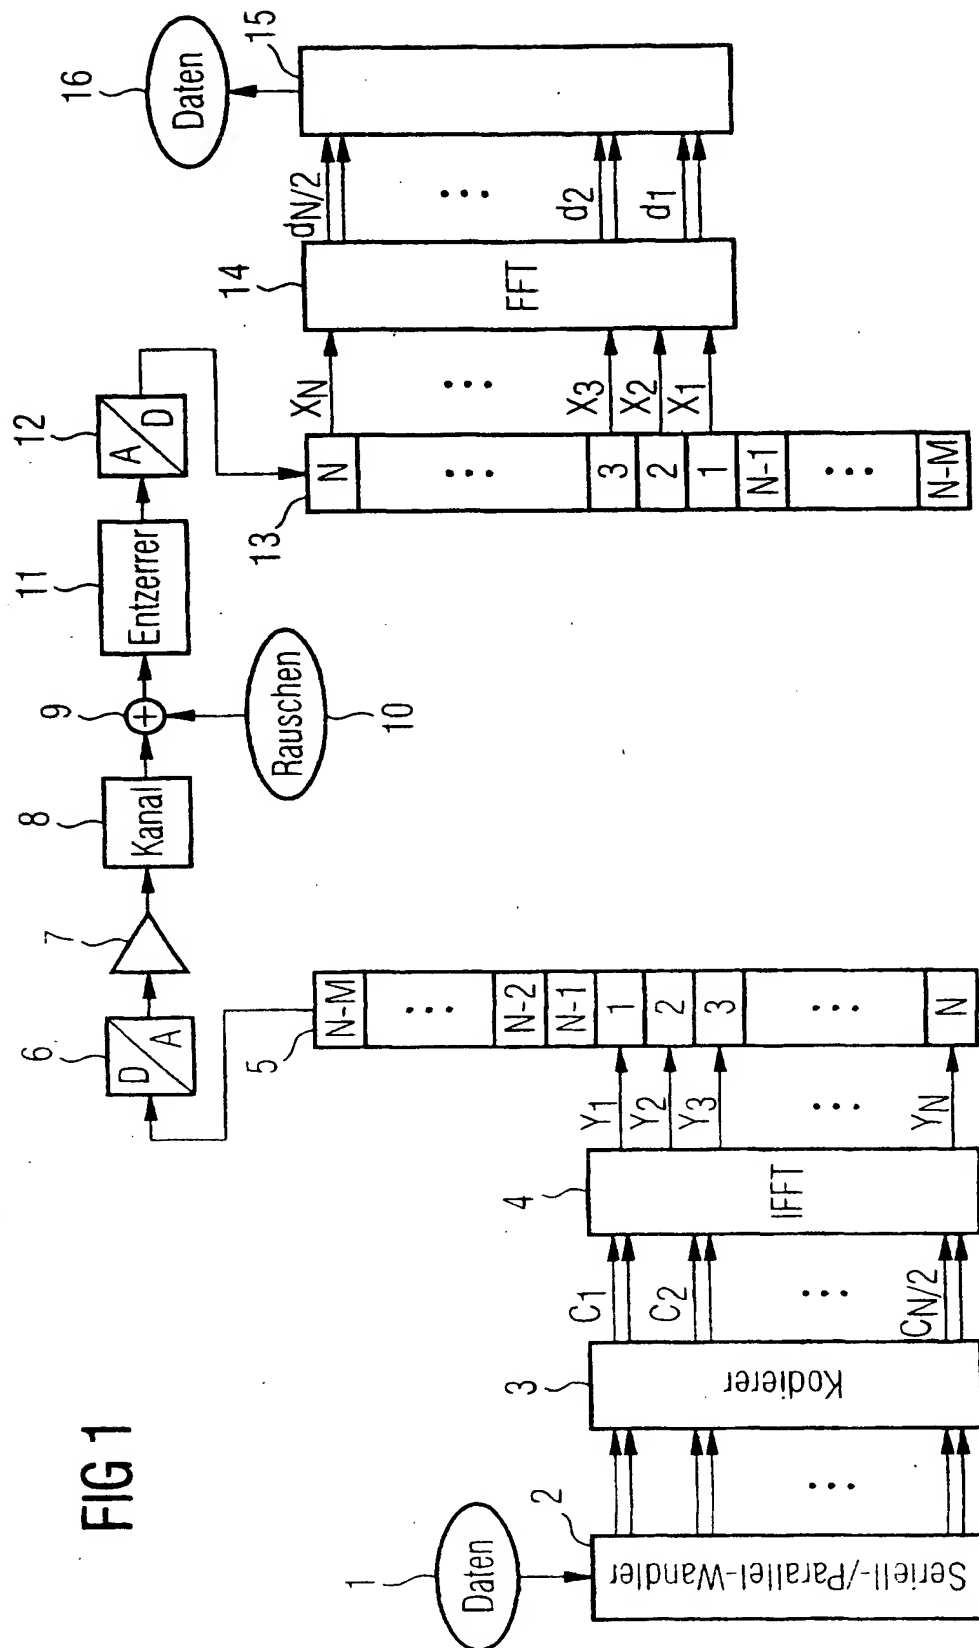 FIG 1
1
Daten
2
Seriell-/Parallel-Wandler
3
Kodierer
C1
C2
CN/2
4
IFFT
Y1
Y2
Y3
YN
5
N-M
N-2
N-1
1
2
3
N
6
D
A
7
8
Kanal
9
+
10
Rauschen
11
Entzerrer
12
A
D
13
N
3
2
1
N-1
N-M
XN
X3
X2
X1
14
FFT
dN/2
d2
d1
15
16
Daten